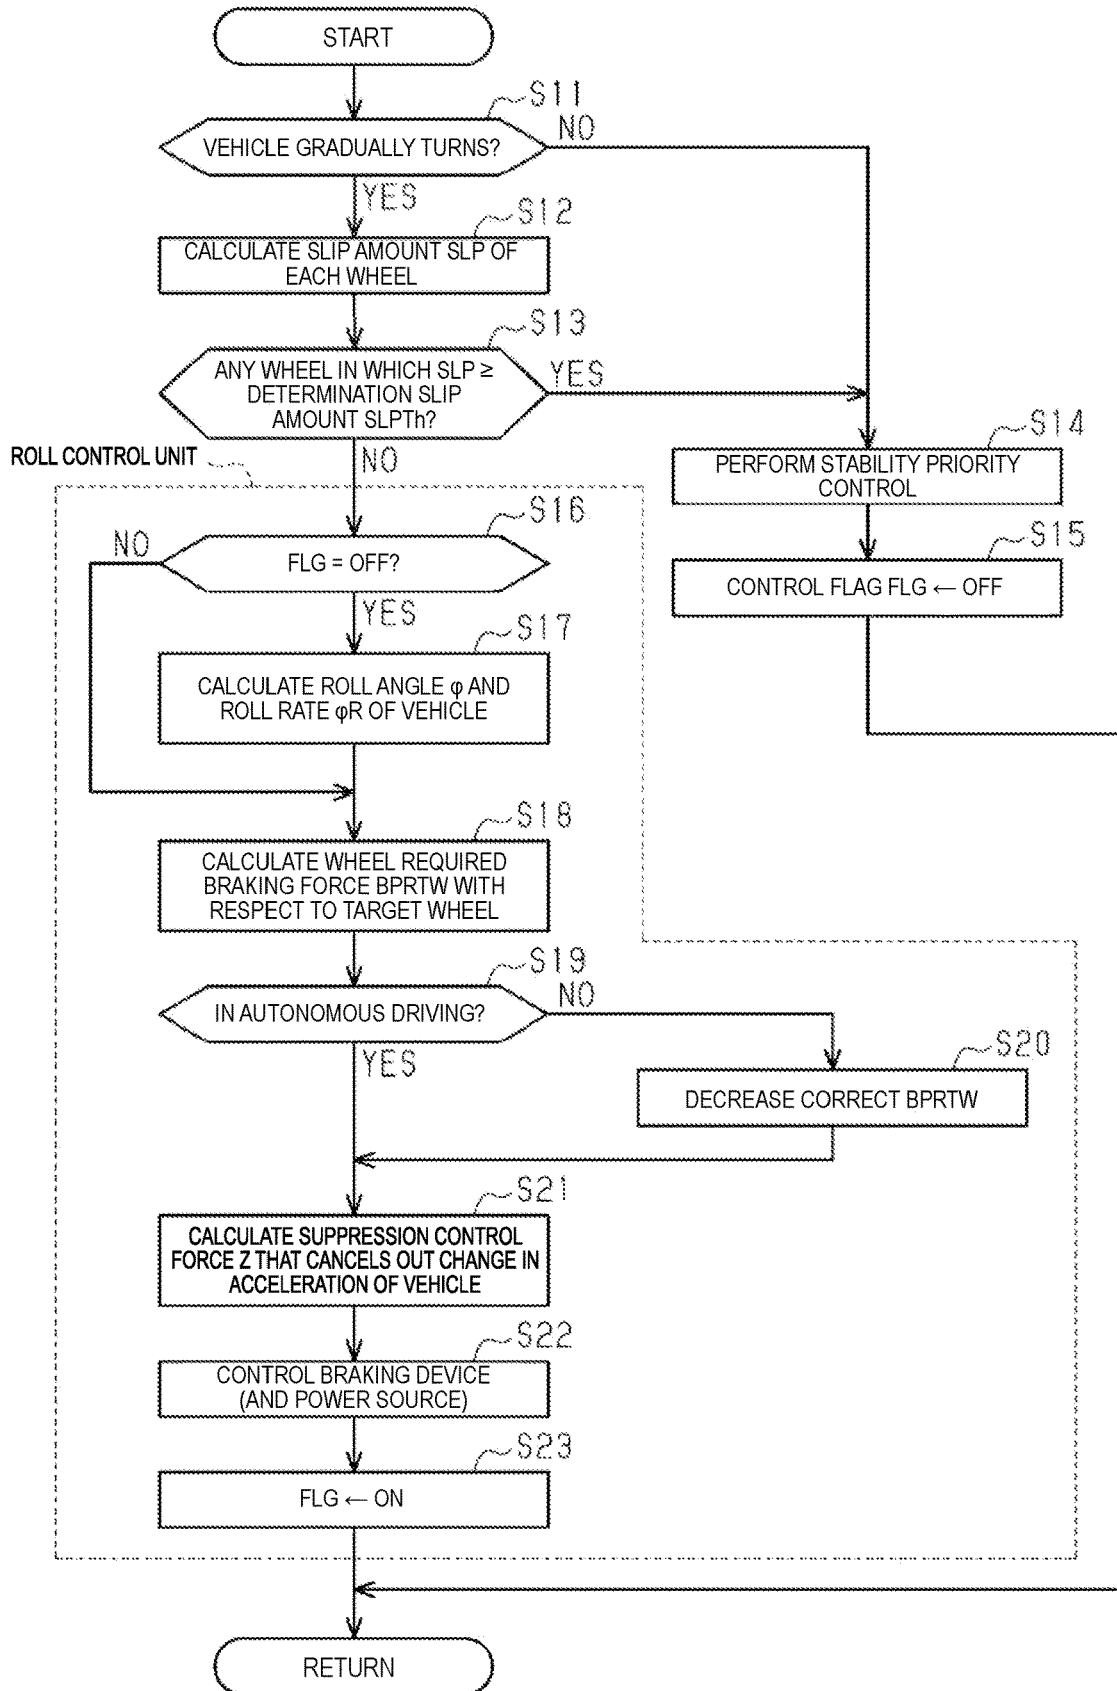 START
S11
VEHICLE GRADUALLY TURNS?
NO
YES
S12
CALCULATE SLIP AMOUNT SLP OF
EACH WHEEL
S13
ANY WHEEL IN WHICH SLP ≥
DETERMINATION SLIP
AMOUNT SLPTh?
YES
NO
S14
PERFORM STABILITY PRIORITY
CONTROL
S15
CONTROL FLAG FLG ← OFF
ROLL CONTROL UNIT
S16
FLG = OFF?
NO
YES
S17
CALCULATE ROLL ANGLE φ AND
ROLL RATE φR OF VEHICLE
S18
CALCULATE WHEEL REQUIRED
BRAKING FORCE BPRTW WITH
RESPECT TO TARGET WHEEL
S19
IN AUTONOMOUS DRIVING?
NO
YES
S20
DECREASE CORRECT BPRTW
S21
CALCULATE SUPPRESSION CONTROL
FORCE Z THAT CANCELS OUT CHANGE IN
ACCELERATION OF VEHICLE
S22
CONTROL BRAKING DEVICE
(AND POWER SOURCE)
S23
FLG ← ON
RETURN